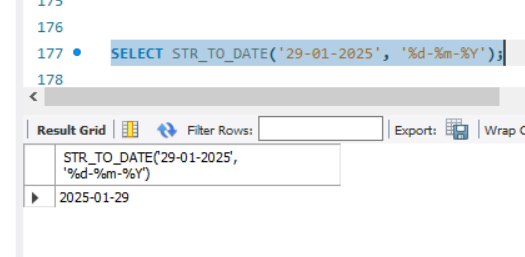 175
176
177 SELECT STR_TO_DATE('29-01-2025', '%d-%m-%Y');
178
Result Grid Filter Rows: Export: Wrap C
STR_TO_DATE('29-01-2025',
'%d-%m-%Y')
2025-01-29